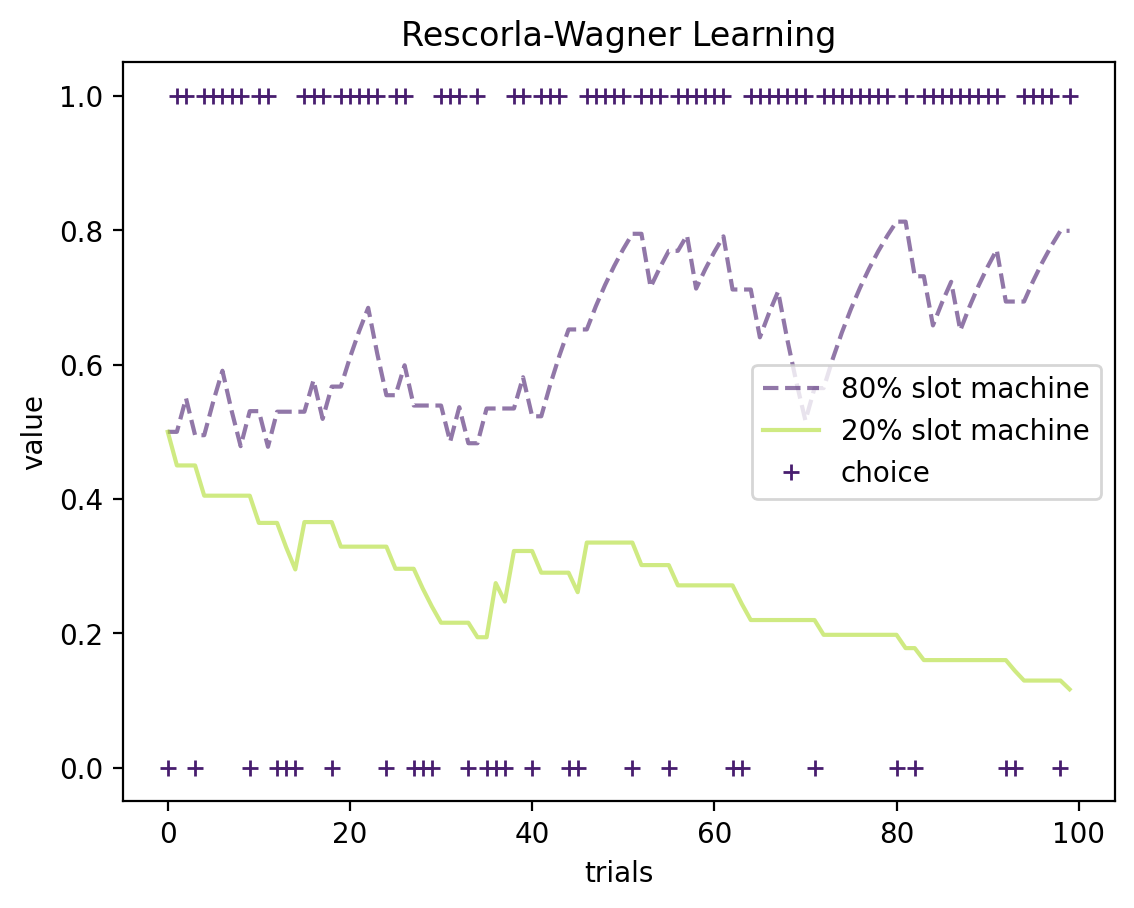 Rescorla-Wagner Learning
1.0
0.8
0.6
0.4
0.2
0.0
value
80% slot machine
20% slot machine
choice
0 20 40 60 80 100
trials